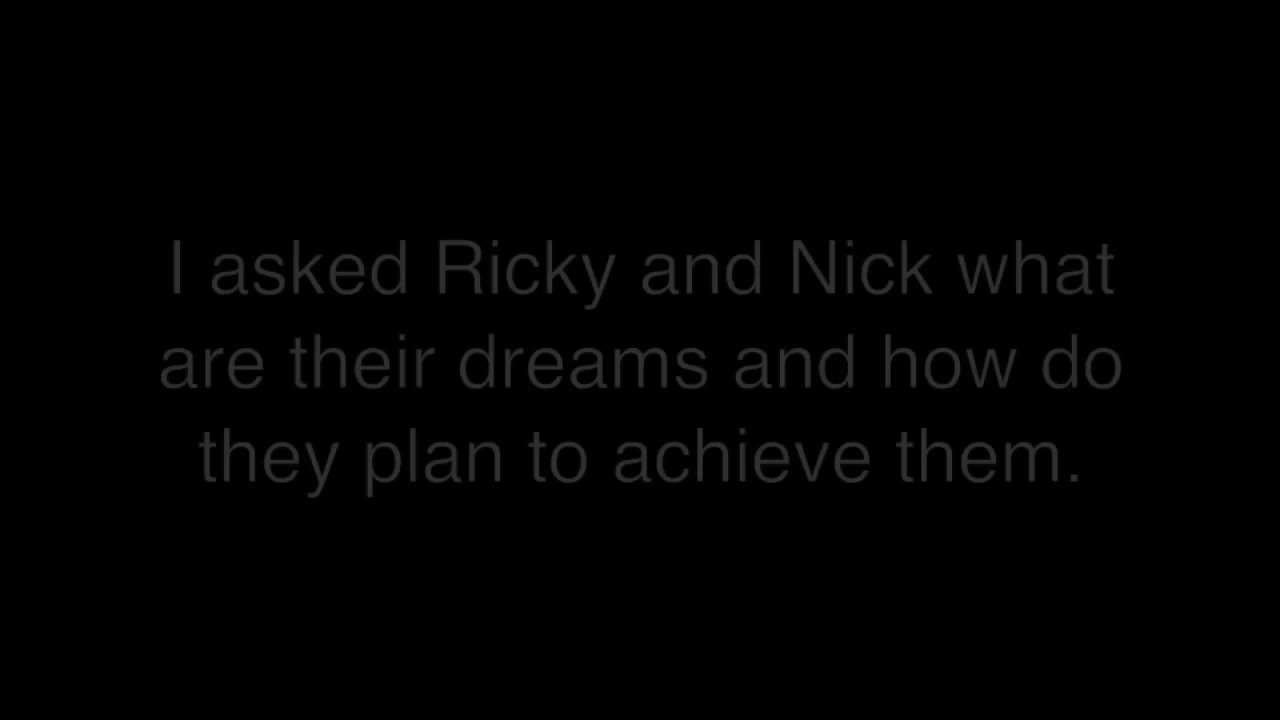 I asked Ricky and Nick what
are their dreams and how do
they plan to achieve them.